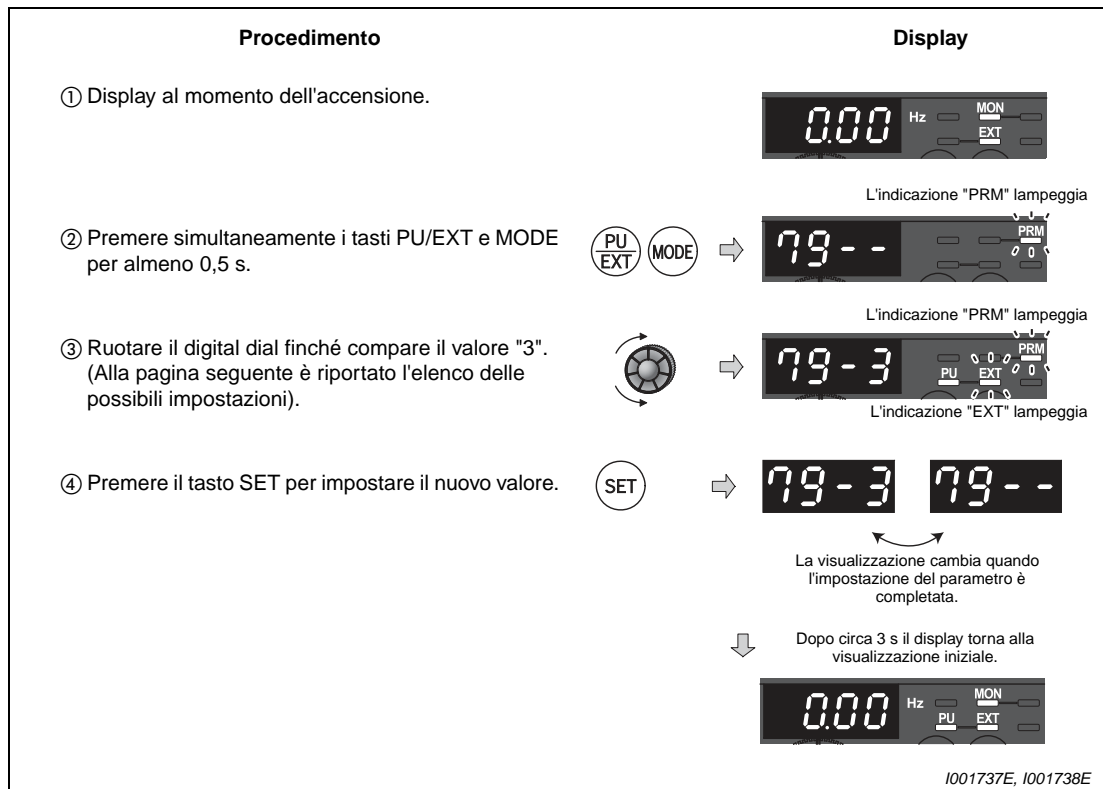 Procedimento
Display
① Display al momento dell'accensione.
0.00 Hz MON
EXT
L'indicazione "PRM" lampeggia
② Premere simultaneamente i tasti PU/EXT e MODE
per almeno 0,5 s.
PU
EXT
MODE
79--
PRM
L'indicazione "PRM" lampeggia
③ Ruotare il digital dial finché compare il valore "3".
(Alla pagina seguente è riportato l'elenco delle
possibili impostazioni).
79-3
PRM
PU EXT
L'indicazione "EXT" lampeggia
④ Premere il tasto SET per impostare il nuovo valore.
SET
79-3 79--
La visualizzazione cambia quando
l'impostazione del parametro è
completata.
Dopo circa 3 s il display torna alla
visualizzazione iniziale.
0.00 Hz MON
PU EXT
I001737E, I001738E